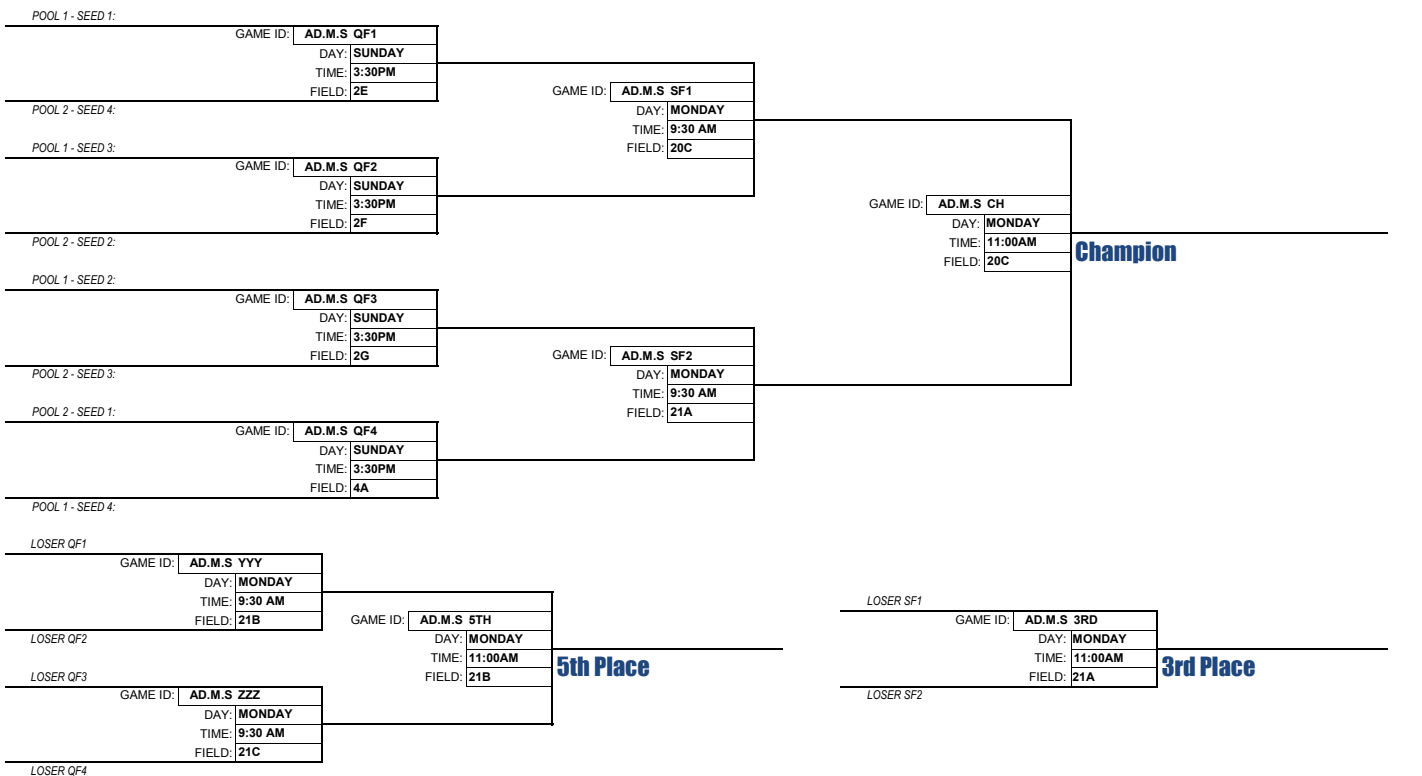 POOL 1 - SEED 1:
GAME ID: AD.M.S QF1
DAY: SUNDAY
TIME: 3:30PM
FIELD: 2E
POOL 2 - SEED 4:
POOL 1 - SEED 3:
GAME ID: AD.M.S QF2
DAY: SUNDAY
TIME: 3:30PM
FIELD: 2F
POOL 2 - SEED 2:
POOL 1 - SEED 2:
GAME ID: AD.M.S QF3
DAY: SUNDAY
TIME: 3:30PM
FIELD: 2G
POOL 2 - SEED 3:
POOL 2 - SEED 1:
GAME ID: AD.M.S QF4
DAY: SUNDAY
TIME: 3:30PM
FIELD: 4A
POOL 1 - SEED 4:
GAME ID: AD.M.S SF1
DAY: MONDAY
TIME: 9:30 AM
FIELD: 20C
GAME ID: AD.M.S SF2
DAY: MONDAY
TIME: 9:30 AM
FIELD: 21A
GAME ID: AD.M.S CH
DAY: MONDAY
TIME: 11:00AM
FIELD: 20C
Champion
LOSER QF1
GAME ID: AD.M.S YYY
DAY: MONDAY
TIME: 9:30 AM
FIELD: 21B
LOSER QF2
LOSER QF3
GAME ID: AD.M.S ZZZ
DAY: MONDAY
TIME: 9:30 AM
FIELD: 21C
LOSER QF4
GAME ID: AD.M.S 5TH
DAY: MONDAY
TIME: 11:00AM
FIELD: 21B
5th Place
LOSER SF1
GAME ID: AD.M.S 3RD
DAY: MONDAY
TIME: 11:00AM
FIELD: 21A
LOSER SF2
3rd Place